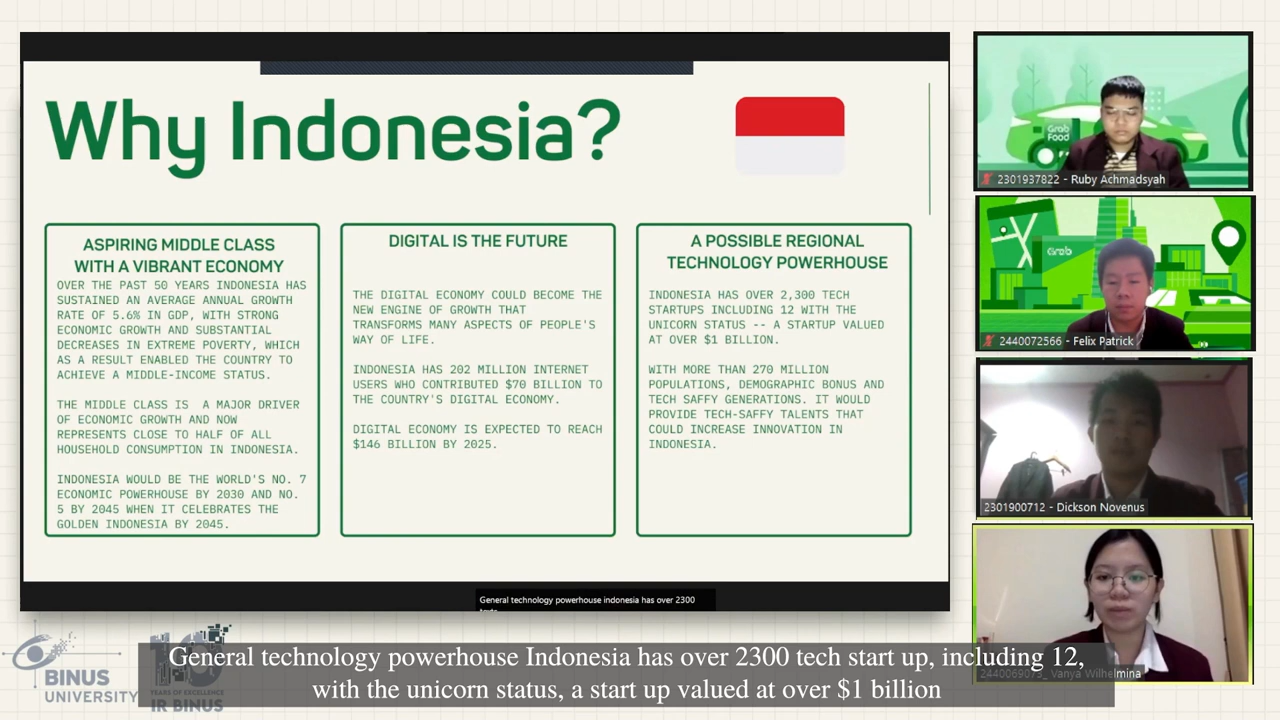 Why Indonesia?
ASPIRING MIDDLE CLASS
WITH A VIBRANT ECONOMY
OVER THE PAST 50 YEARS INDONESIA HAS
SUSTAINED AN AVERAGE ANNUAL GROWTH
RATE OF 5.6% IN GDP, WITH STRONG
ECONOMIC GROWTH AND SUBSTANTIAL
DECREASES IN EXTREME POVERTY, WHICH
AS A RESULT ENABLED THE COUNTRY TO
ACHIEVE A MIDDLE-INCOME STATUS.
THE MIDDLE CLASS IS A MAJOR DRIVER
OF ECONOMIC GROWTH AND NOW
REPRESENTS CLOSE TO HALF OF ALL
HOUSEHOLD CONSUMPTION IN INDONESIA.
INDONESIA WOULD BE THE WORLD'S NO. 7
ECONOMIC POWERHOUSE BY 2030 AND NO.
5 BY 2045 WHEN IT CELEBRATES THE
GOLDEN INDONESIA BY 2045.
DIGITAL IS THE FUTURE
THE DIGITAL ECONOMY COULD BECOME THE
NEW ENGINE OF GROWTH THAT
TRANSFORMS MANY ASPECTS OF PEOPLE'S
WAY OF LIFE.
INDONESIA HAS 202 MILLION INTERNET
USERS WHO CONTRIBUTED $70 BILLION TO
THE COUNTRY'S DIGITAL ECONOMY.
DIGITAL ECONOMY IS EXPECTED TO REACH
$146 BILLION BY 2025.
A POSSIBLE REGIONAL
TECHNOLOGY POWERHOUSE
INDONESIA HAS OVER 2,300 TECH
STARTUPS INCLUDING 12 WITH THE
UNICORN STATUS -- A STARTUP VALUED
AT OVER $1 BILLION.
WITH MORE THAN 270 MILLION
POPULATIONS, DEMOGRAPHIC BONUS AND
TECH SAFFY GENERATIONS. IT WOULD
PROVIDE TECH-SAFFY TALENTS THAT
COULD INCREASE INNOVATION IN
INDONESIA.
Grab
Food
2301937822 - Ruby Achmadsyah
Grab
2440072566 - Felix Patrick
2301900712 - Dickson Novenus
2440069073_ Vanya Wilhelmina
General technology powerhouse indonesia has over 2300
General technology powerhouse Indonesia has over 2300 tech start up, including 12,
with the unicorn status, a start up valued at over $1 billion
BINUS
UNIVERSITY
YEARS OF EXCELLENCE
IR BINUS